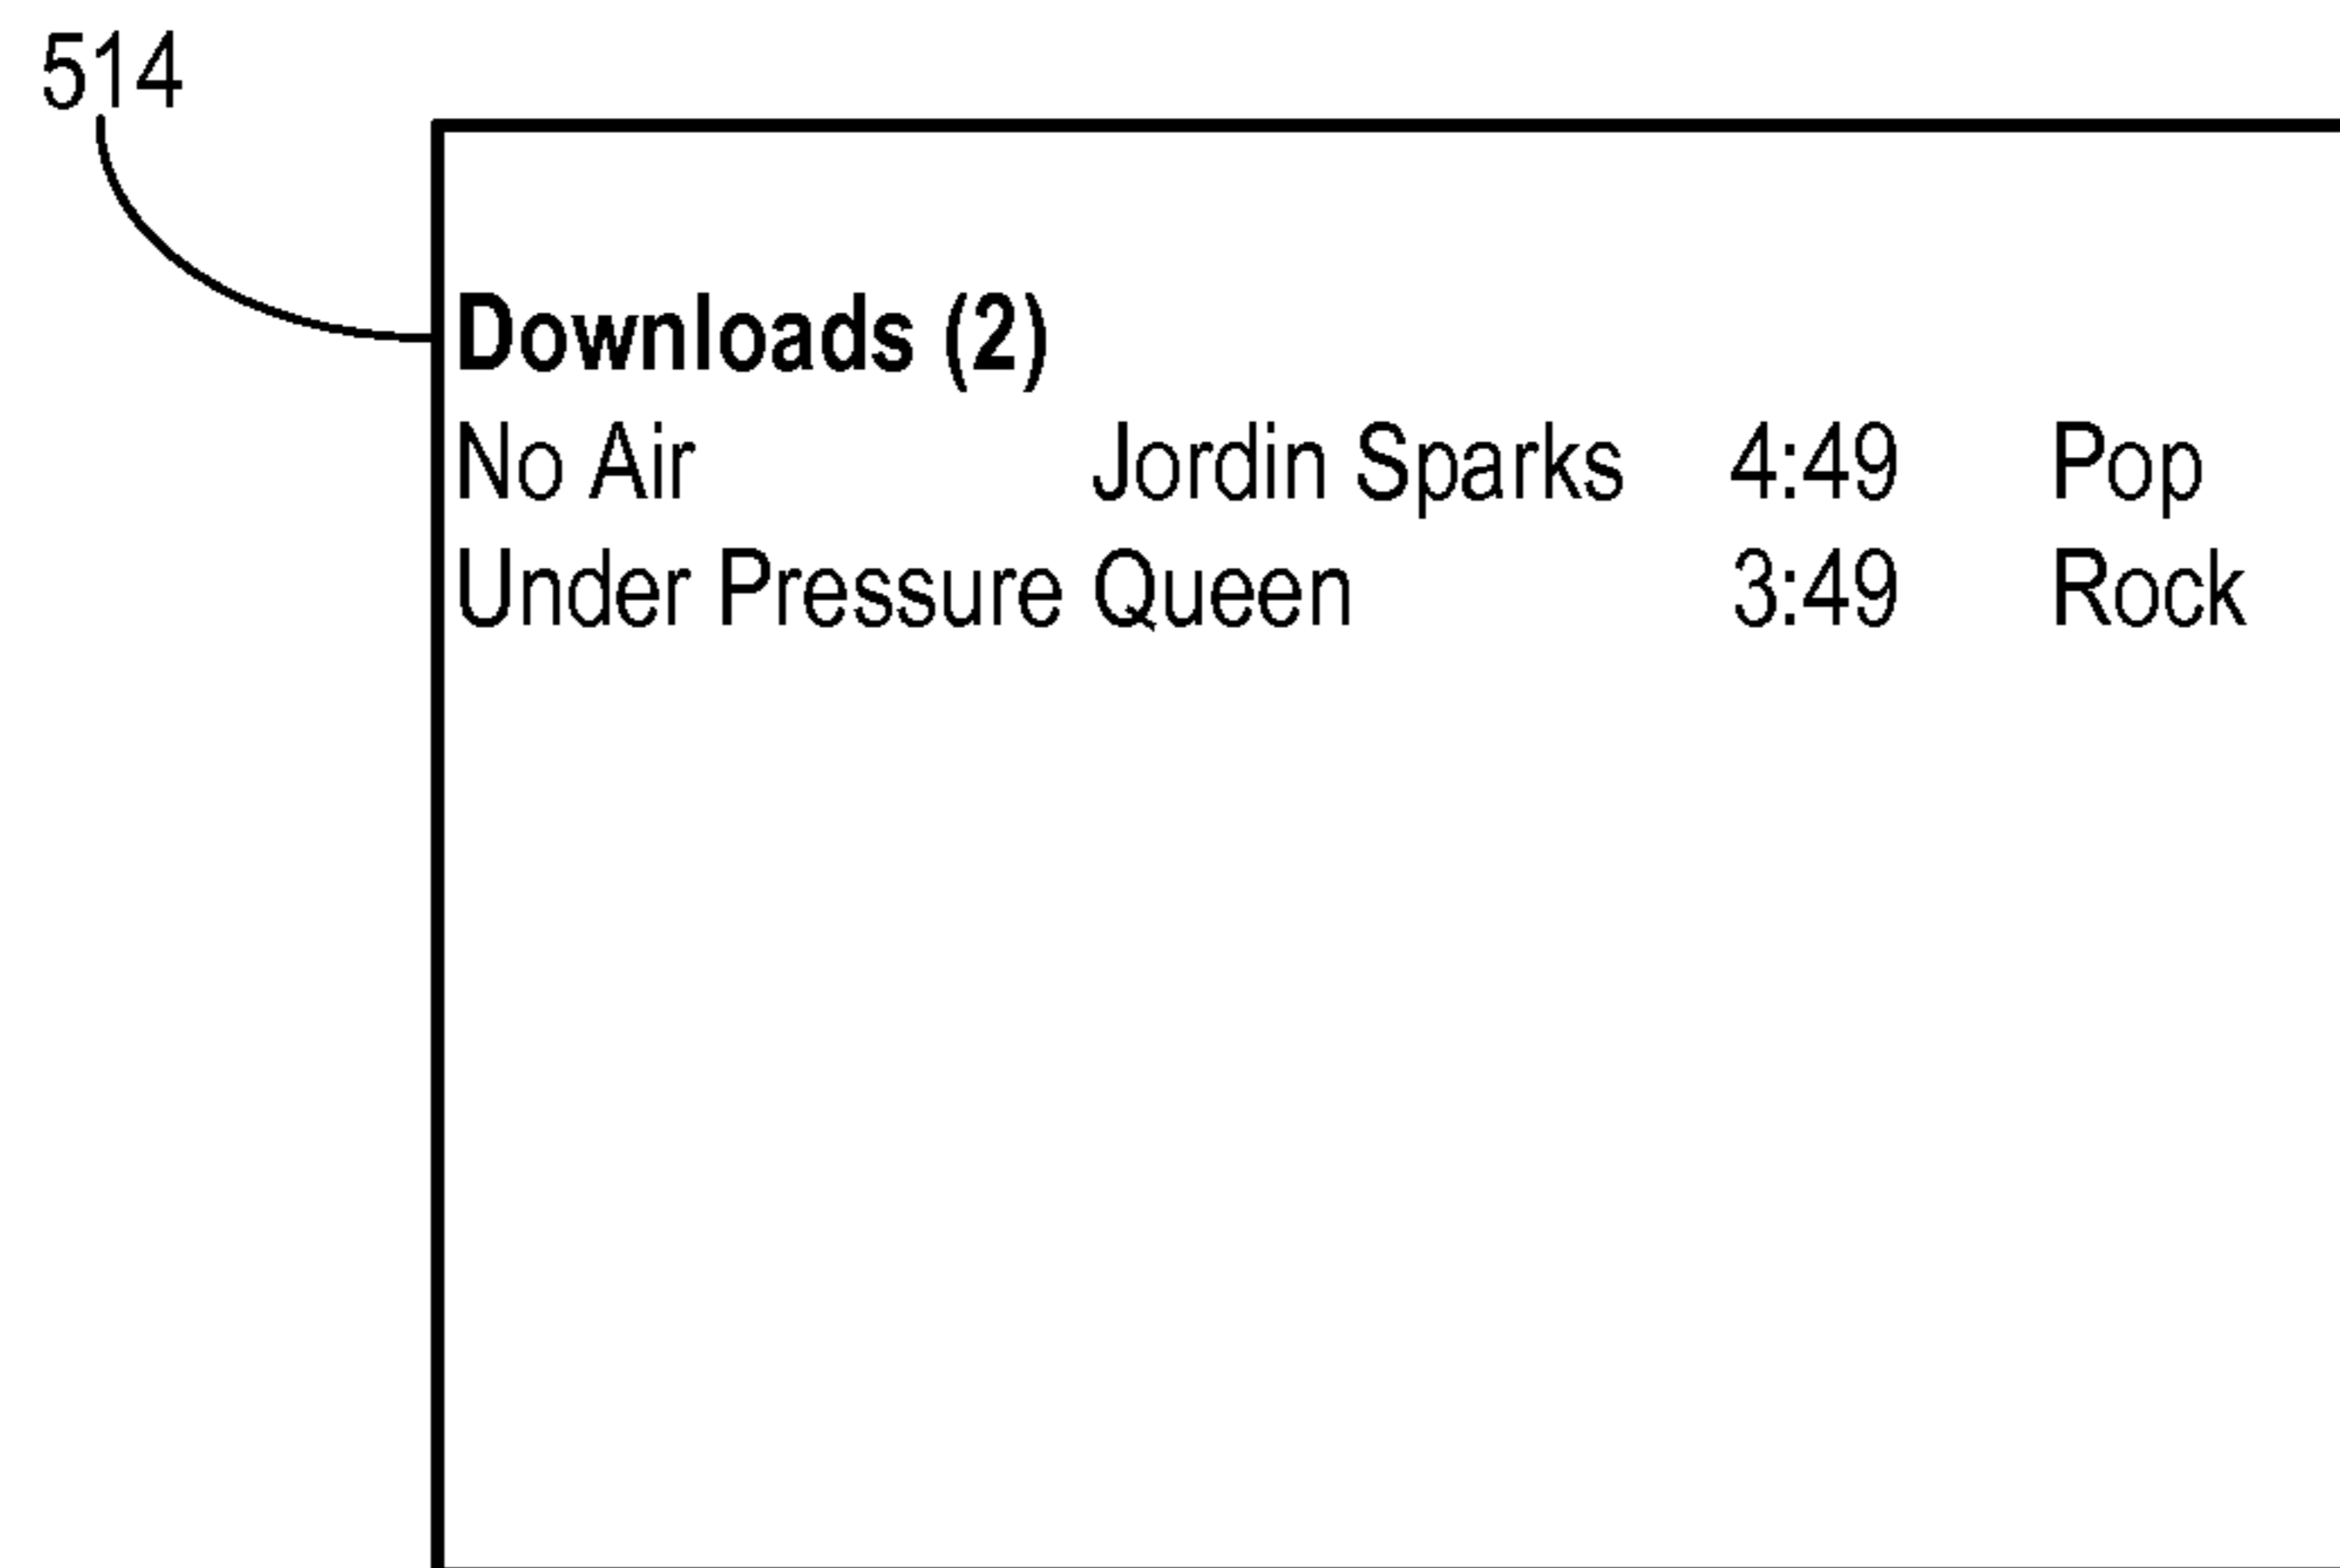 514
Downloads (2)
No Air Jordin Sparks 4:49 Pop
Under Pressure Queen 3:49 Rock